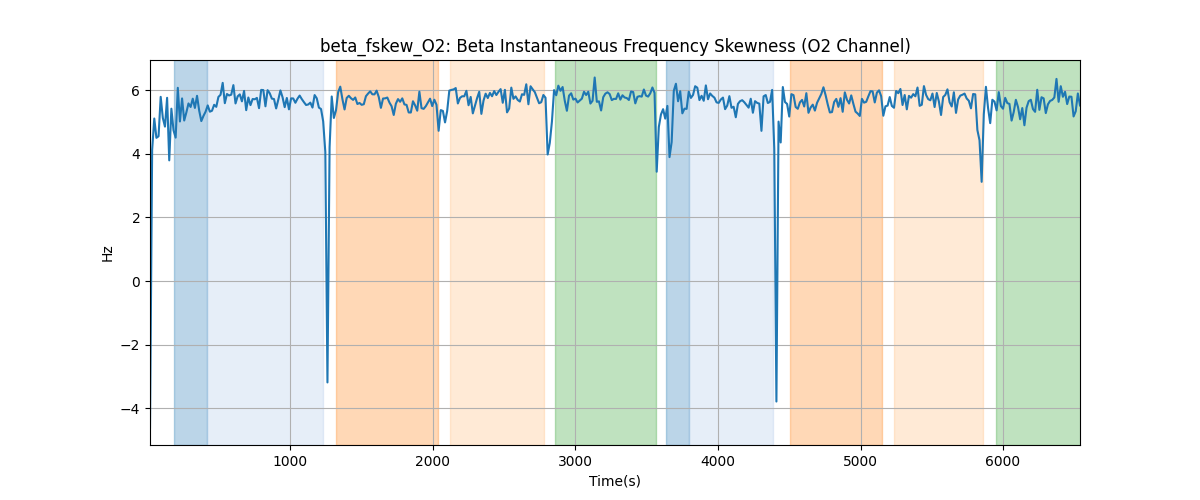 beta_fskew_O2: Beta Instantaneous Frequency Skewness (O2 Channel)
6
4
2
0
−2
−4
Hz
1000 2000 3000 4000 5000 6000
Time(s)